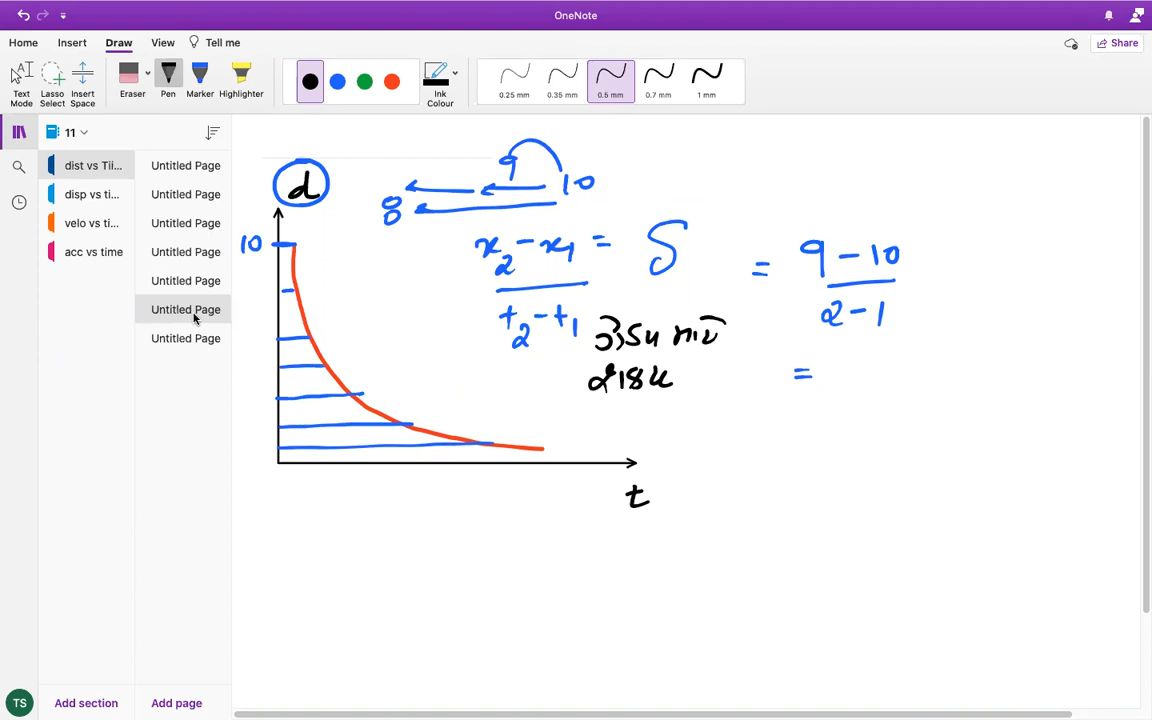 OneNote
Home Insert Draw View Tell me
Share
Text Mode
Lasso Select
Insert Space
Eraser
Pen
Marker
Highlighter
Ink Colour
0.25 mm
0.35 mm
0.5 mm
0.7 mm
1 mm
11
dist vs Tii...
disp vs ti...
velo vs ti...
acc vs time
Untitled Page
Untitled Page
Untitled Page
Untitled Page
Untitled Page
Untitled Page
Untitled Page
TS
Add section
Add page
d
9
8 10
10
x2 - x1 =
t2 - t1
= 9 - 10
2 - 1
=
t